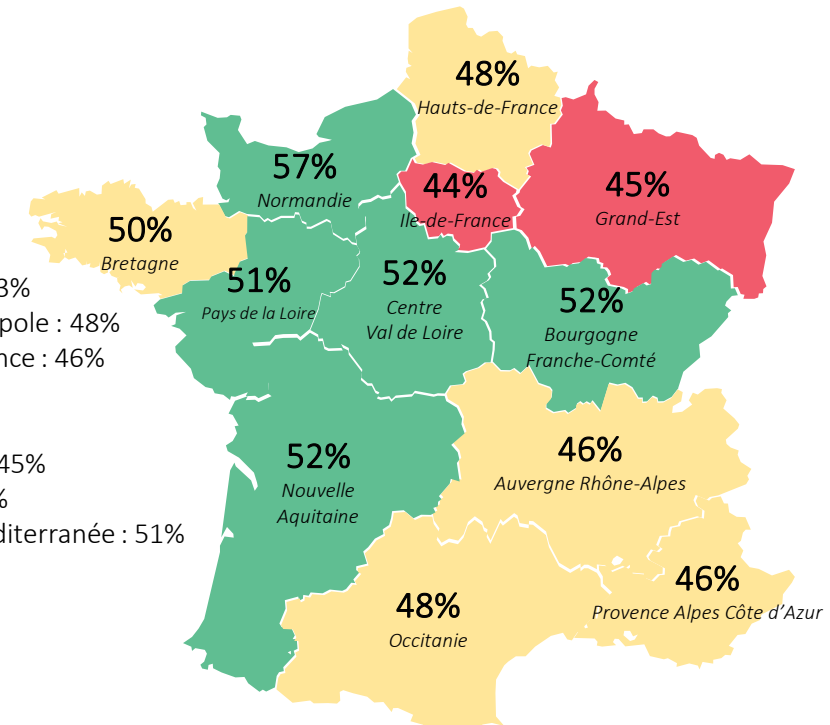 48%
Hauts-de-France
57%
Normandie
44%
Ile-de-France
45%
Grand-Est
50%
Bretagne
51%
Pays de la Loire
52%
Centre
Val de Loire
52%
Bourgogne
Franche-Comté
3%
pole : 48%
nce : 46%
45%
%
diterranée : 51%
52%
Nouvelle
Aquitaine
46%
Auvergne Rhône-Alpes
46%
Provence Alpes Côte d’Azur
48%
Occitanie